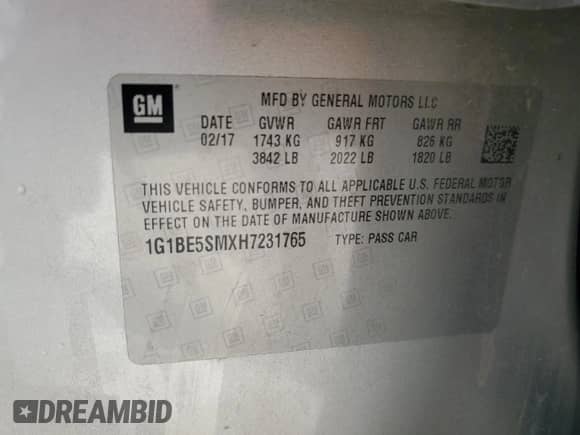 GM
MFD BY GENERAL MOTORS LLC
DATE GVWR GAWR FRT GAWR RR
02/17 1743 KG 917 KG 826 KG
3842 LB 2022 LB 1820 LB
THIS VEHICLE CONFORMS TO ALL APPLICABLE U.S. FEDERAL MOTOR
VEHICLE SAFETY, BUMPER, AND THEFT PREVENTION STANDARDS IN
EFFECT ON THE DATE OF MANUFACTURE SHOWN ABOVE.
1G1BE5SMXH7231765 TYPE: PASS CAR
DREAMBID